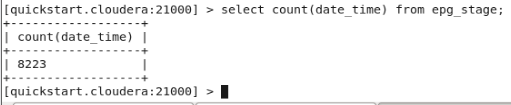 [quickstart.cloudera:21000] > select count(date_time) from epg_stage;
+------------------+
| count(date_time) |
+------------------+
| 8223             |
+------------------+
[quickstart.cloudera:21000] >